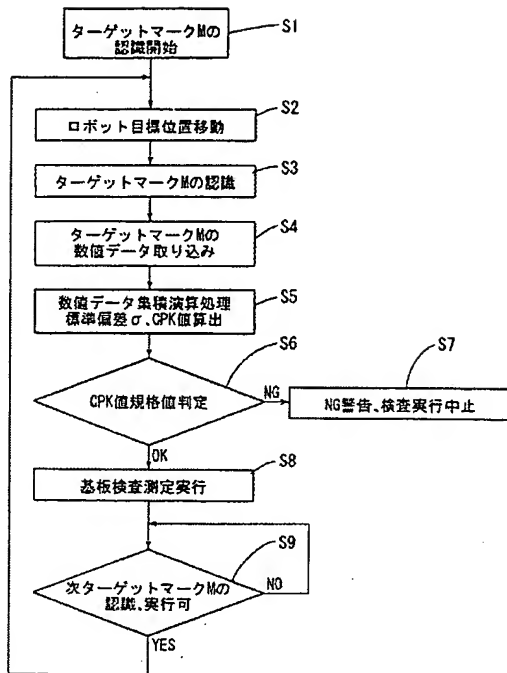 ターゲットマークMの
認識開始
S1
S2
ロボット目標位置移動
S3
ターゲットマークMの認識
S4
ターゲットマークMの
数値データ取り込み
S5
数値データ集積演算処理
標準偏差σ、CPK値算出
S6
CPK値規格値判定
NG
S7
NG警告、検査実行中止
OK
S8
基板検査測定実行
S9
次ターゲットマークMの
認識、実行可
NO
YES